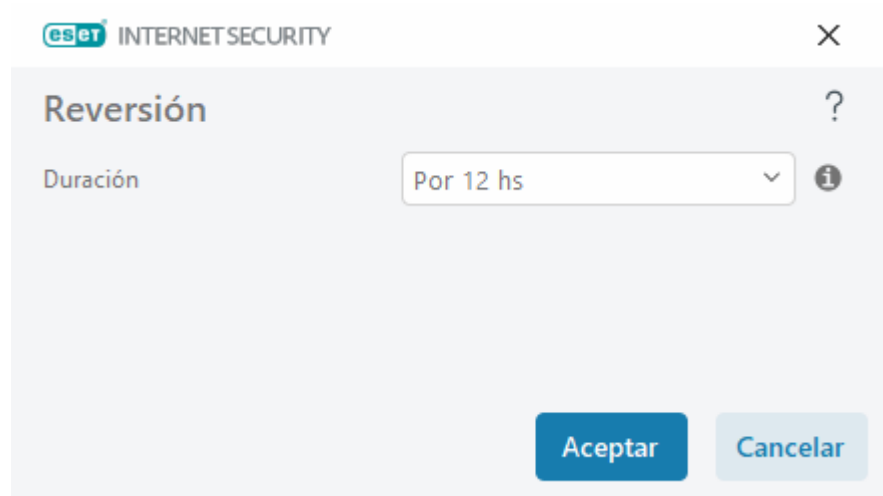 eset INTERNET SECURITY
Reversión
?
Duración
Por 12 hs
Aceptar
Cancelar